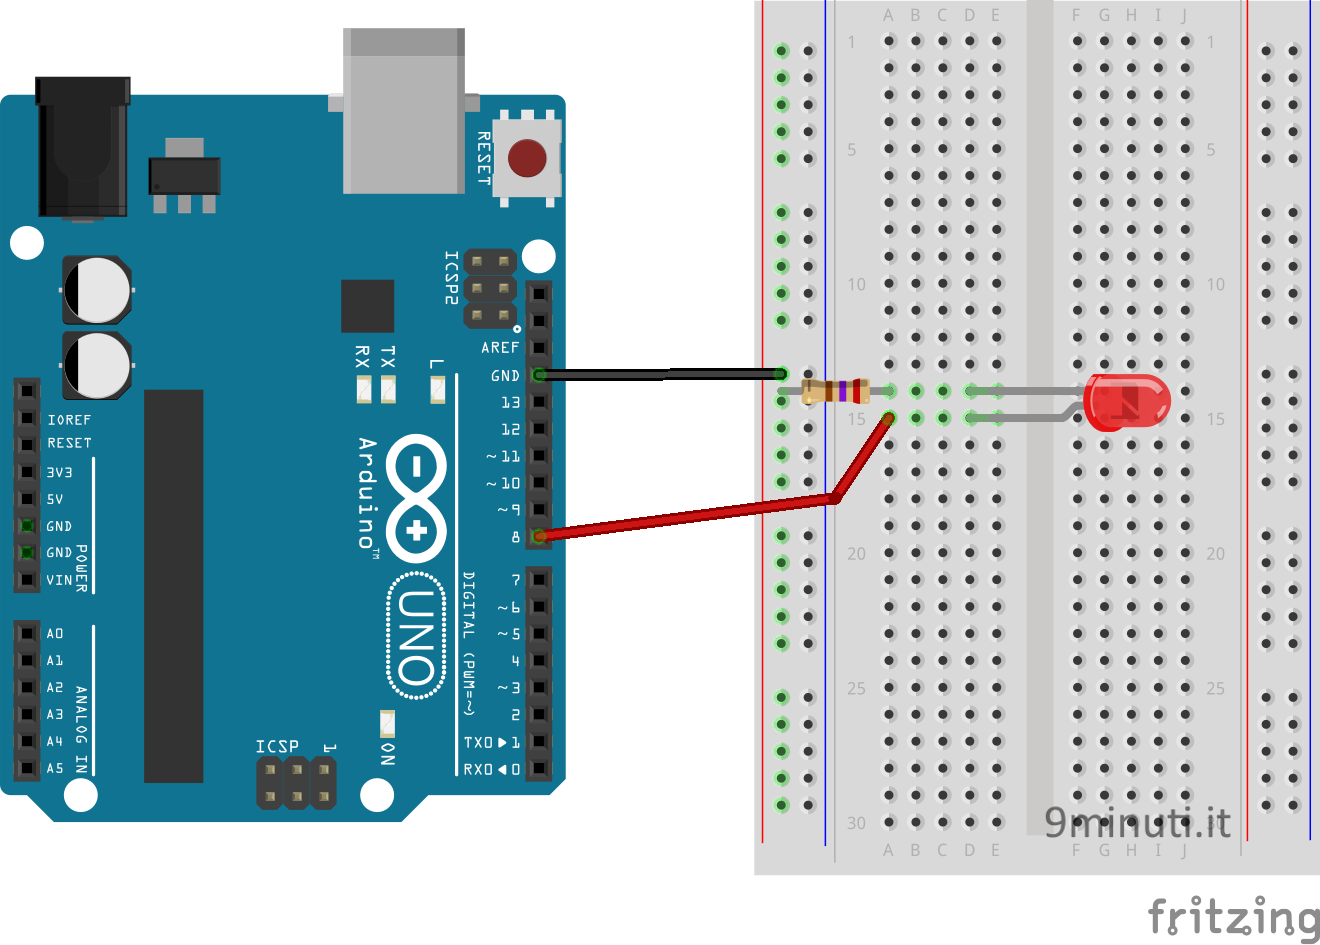 A B C D E F G H I J
1 1
5 5
10 10
15 15
20 20
25 25
30 30
A B C D E F G H I J
RESET
ICSP2
AREF
GND
13
12
~11
~10
~9
8
7
~6
~5
4
~3
2
TX0▶1
RX0◀0
DIGITAL (PWM=~)
RX
TX
L
Arduino™
UNO
ON
ICSP
1
IOREF
RESET
3V3
5V
GND
GND
VIN
POWER
A0
A1
A2
A3
A4
A5
ANALOG IN
9minuti.it
fritzing